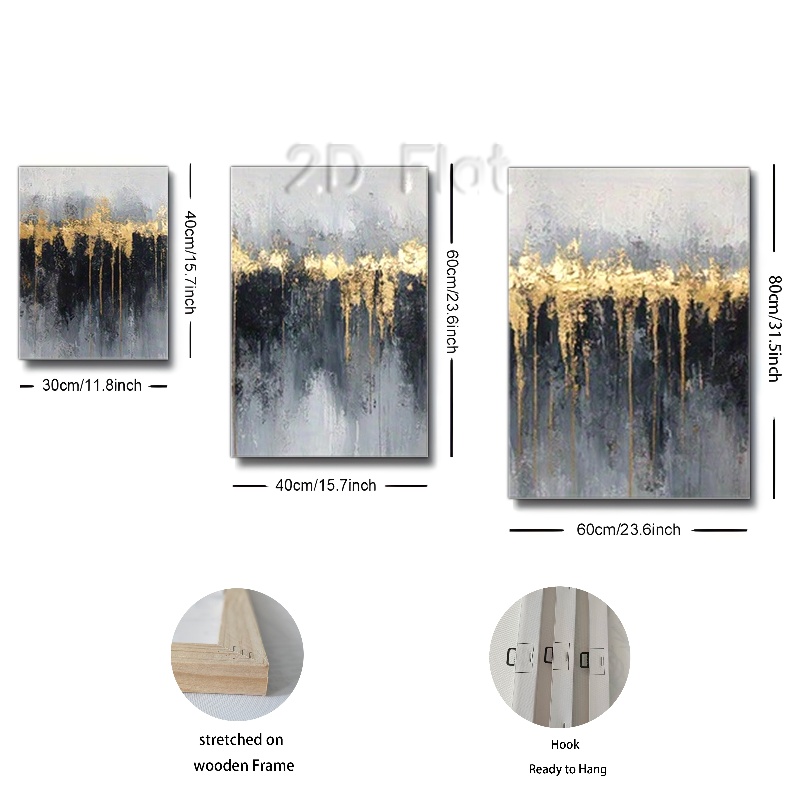 2D Flat
40cm/15.7inch
30cm/11.8inch
60cm/23.6inch
40cm/15.7inch
80cm/31.5inch
60cm/23.6inch
stretched on
wooden Frame
Hook
Ready to Hang